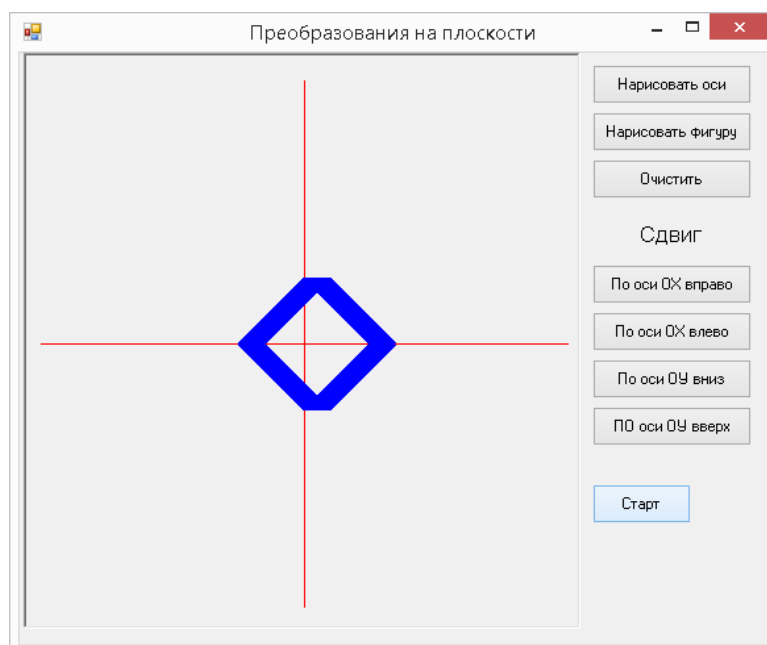 Преобразования на плоскости
Нарисовать оси
Нарисовать фигуру
Очистить
Сдвиг
По оси ОХ вправо
По оси ОХ влево
По оси ОУ вниз
ПО оси ОУ вверх
Старт